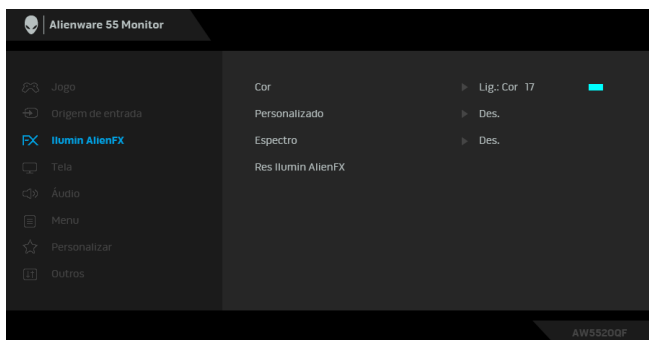 Alienware 55 Monitor
Jogo
Cor Lig.: Cor 17
Origem de entrada
Personalizado Des.
FX Ilumin AlienFX
Espectro Des.
Tela
Res Ilumin AlienFX
Áudio
Menu
Personalizar
Outros
AW5520QF